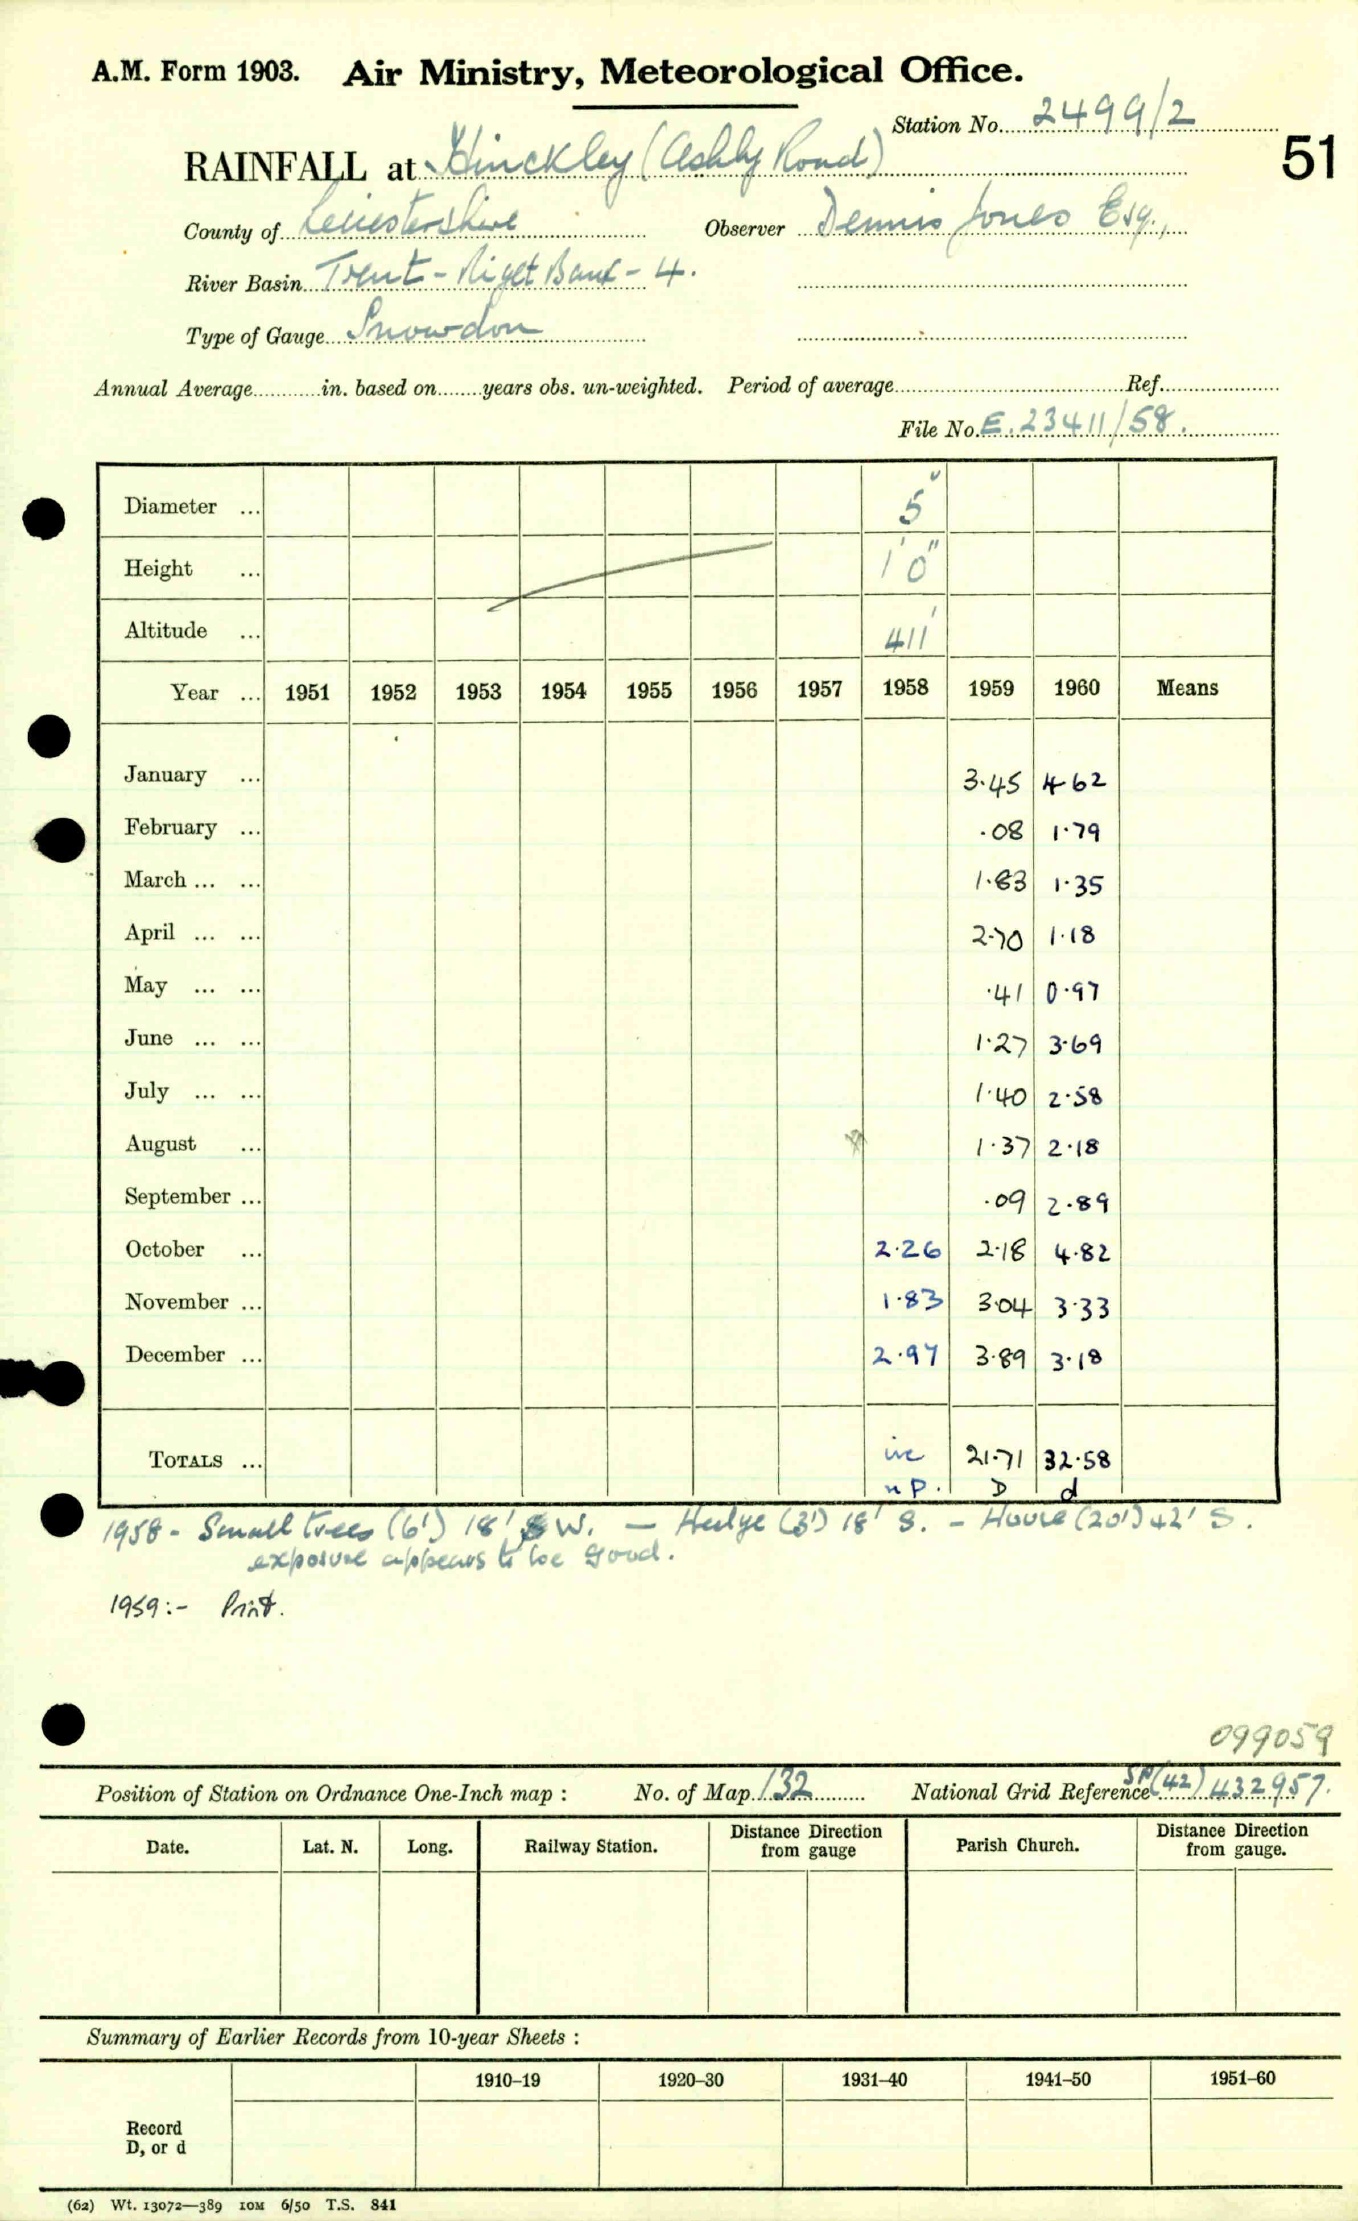 A.M. Form 1903. Air Ministry, Meteorological Office.
Station No. 2499/2
51
RAINFALL at Hinckley (Ashby Road)
County of Leicestershire Observer Dennis Jones Esq.,
River Basin Trent - Right Bank - 4.
Type of Gauge Snowdon
Annual Average............in. based on........years obs. un-weighted. Period of average............Ref............
File No. E.23411/58.
Diameter ... 5"
Height ... 1'0"
Altitude ... 411'
Year ... 1951 1952 1953 1954 1955 1956 1957 1958 1959 1960 Means
January ... 3.45 4.62
February ... .08 1.79
March ... ... 1.83 1.35
April ... ... 2.70 1.18
May ... ... .41 0.97
June ... ... 1.27 3.69
July ... ... 1.40 2.58
August ... 1.37 2.18
September ... .09 2.89
October ... 2.26 2.18 4.82
November ... 1.83 3.04 3.33
December ... 2.97 3.89 3.18
TOTALS ... inc 21.71 32.58
n P. D d
1958 - Small trees (6') 18' W. — Hedge (3') 18' S. - House (20') 42' S.
exposure appears to be good.
1959:- Print.
099059
Position of Station on Ordnance One-Inch map : No. of Map 132 National Grid Reference SP(42) 432957.
Date. Lat. N. Long. Railway Station. Distance Direction from gauge Parish Church. Distance Direction from gauge.
Summary of Earlier Records from 10-year Sheets :
1910–19 1920–30 1931–40 1941–50 1951–60
Record
D, or d
(62) Wt. 13072—389 10M 6/50 T.S. 841